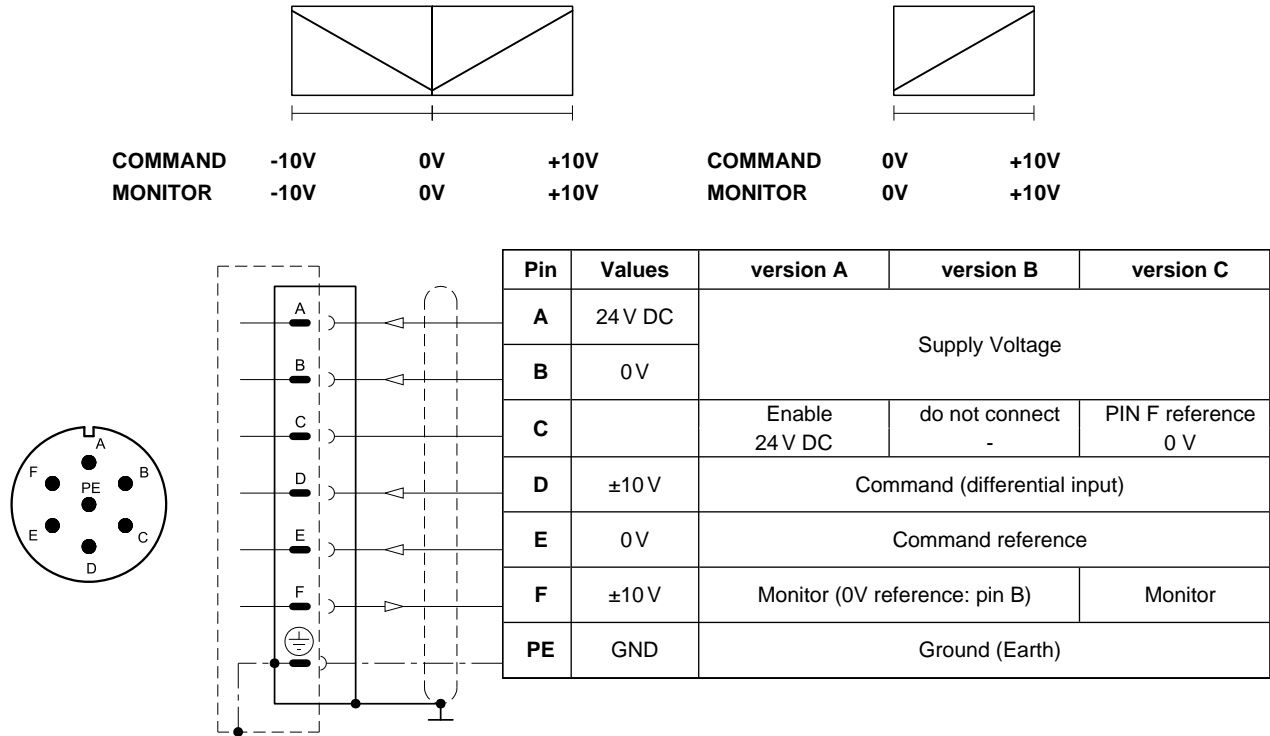 COMMAND -10V 0V +10V COMMAND 0V +10V
MONITOR -10V 0V +10V MONITOR 0V +10V
Pin Values version A version B version C
A 24 V DC Supply Voltage
B 0 V
C Enable 24 V DC do not connect - PIN F reference 0 V
D ±10 V Command (differential input)
E 0 V Command reference
F ±10 V Monitor (0V reference: pin B) Monitor
PE GND Ground (Earth)
A
B
C
D
E
F
A
F B
PE
E C
D